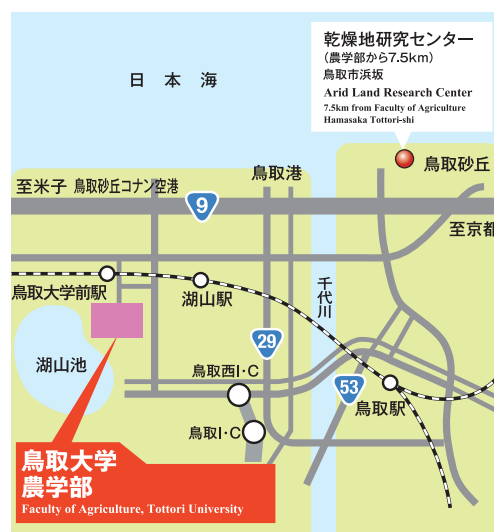 乾燥地研究センター
(農学部から7.5km)
鳥取市浜坂
Arid Land Research Center
7.5km from Faculty of Agriculture
Hamasaka Tottori-shi
日本海
鳥取砂丘
鳥取港
至米子 鳥取砂丘コナン空港
9
至京都
鳥取大学前駅
湖山駅
千代川
湖山池
29
鳥取西I・C
53
鳥取駅
鳥取I・C
鳥取大学
農学部
Faculty of Agriculture, Tottori University